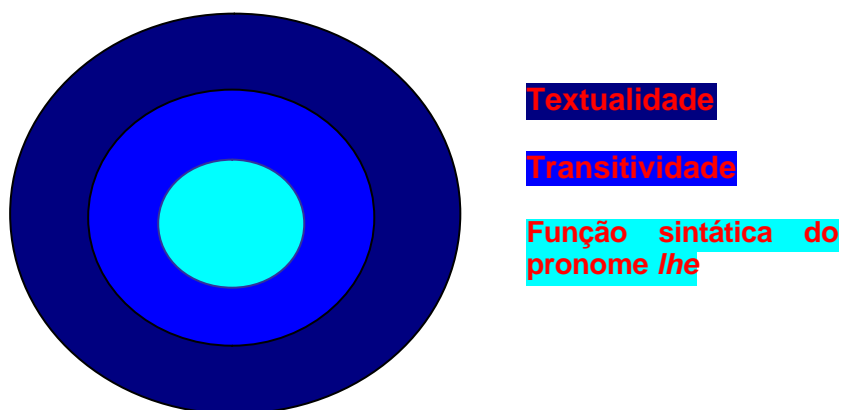 Textualidade
Transitividade
Função sintática do
pronome lhe